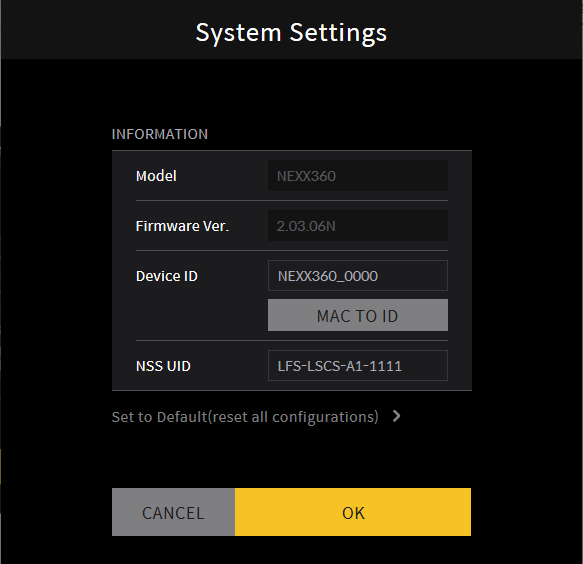 System Settings
INFORMATION
Model NEXX360
Firmware Ver. 2.03.06N
Device ID NEXX360_0000
MAC TO ID
NSS UID LFS-LSCS-A1-1111
Set to Default(reset all configurations)
CANCEL OK